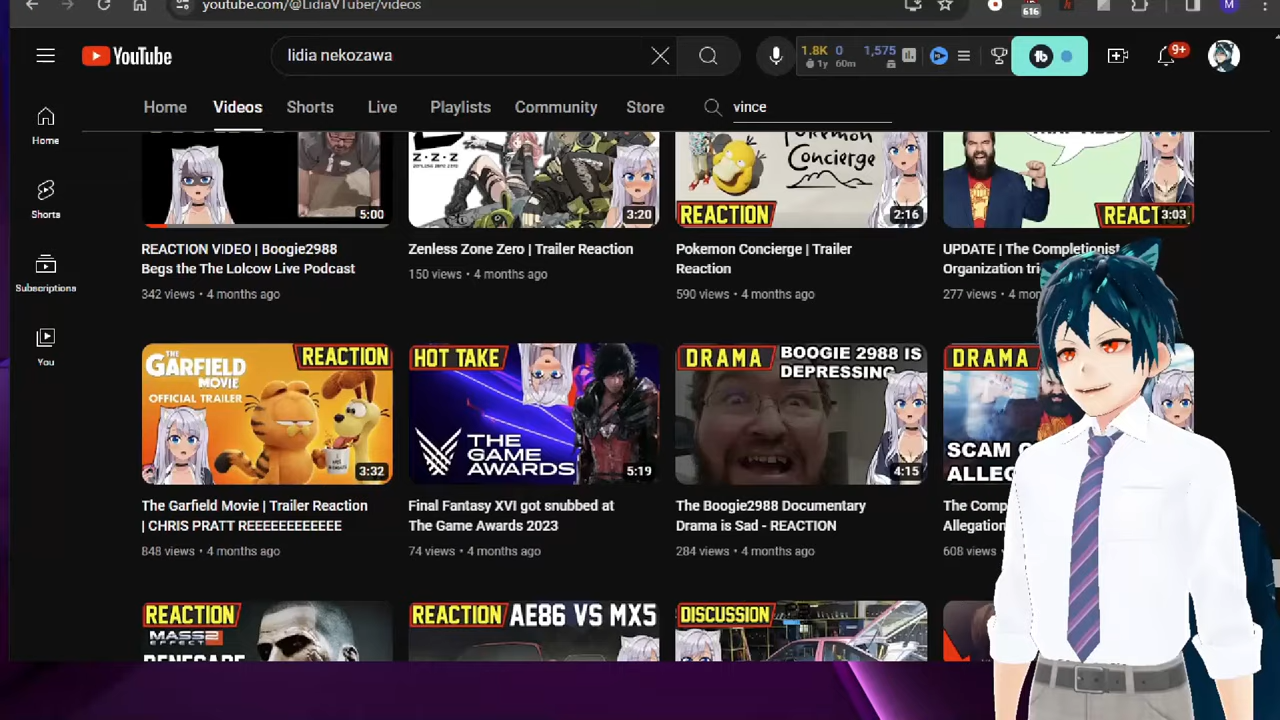 youtube.com/@LidiaVTuber/videos
616
M
YouTube
lidia nekozawa
1.8K 0 1,575
1y 60m
9+
Home Videos Shorts Live Playlists Community Store vince
Home
Shorts
Subscriptions
You
5:00
Z·Z·Z
3:20
Pokemon
Concierge
REACTION
2:16
REACT
3:03
REACTION VIDEO | Boogie2988
Begs the The Lolcow Live Podcast
342 views • 4 months ago
Zenless Zone Zero | Trailer Reaction
150 views • 4 months ago
Pokemon Concierge | Trailer
Reaction
590 views • 4 months ago
UPDATE | The Completionist
Organization
277 views
THE
GARFIELD
MOVIE
OFFICIAL TRAILER
REACTION
3:32
HOT TAKE
THE
GAME
AWARDS
5:19
DRAMA
BOOGIE 2988 IS
DEPRESSING
4:15
DRAMA
SCAM
The Garfield Movie | Trailer Reaction
| CHRIS PRATT REEEEEEEEEEEE
848 views • 4 months ago
Final Fantasy XVI got snubbed at
The Game Awards 2023
74 views • 4 months ago
The Boogie2988 Documentary
Drama is Sad - REACTION
284 views • 4 months ago
The Comp
Allegation
608 views
REACTION
MASS EFFECT 2
REACTION
AE86 VS MX5
DISCUSSION